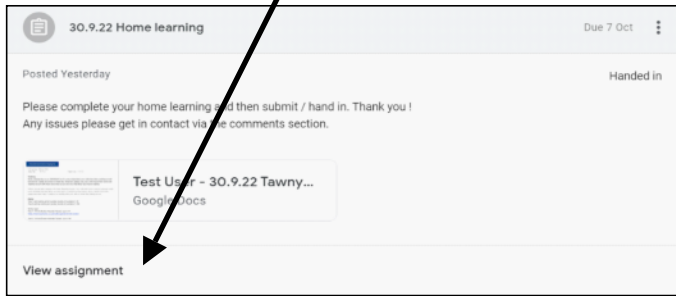 30.9.22 Home learning
Due 7 Oct
Posted Yesterday
Handed in
Please complete your home learning and then submit / hand in. Thank you !
Any issues please get in contact via the comments section.
Test User - 30.9.22 Tawny...
Google Docs
View assignment